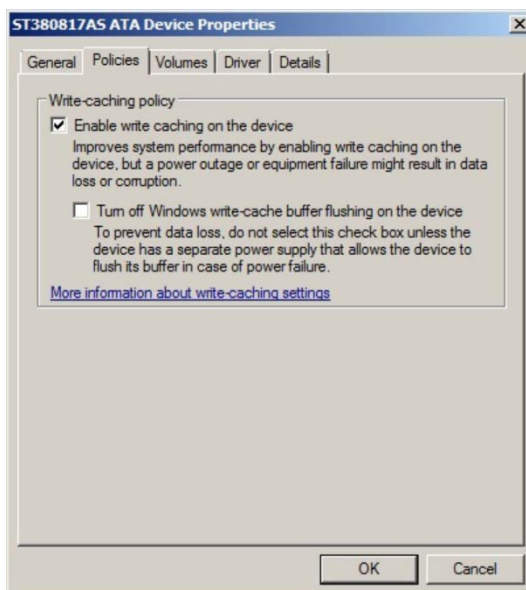 ST380817AS ATA Device Properties
General Policies Volumes Driver Details
Write-caching policy
Enable write caching on the device
Improves system performance by enabling write caching on the
device, but a power outage or equipment failure might result in data
loss or corruption.
Turn off Windows write-cache buffer flushing on the device
To prevent data loss, do not select this check box unless the
device has a separate power supply that allows the device to
flush its buffer in case of power failure.
More information about write-caching settings
OK Cancel